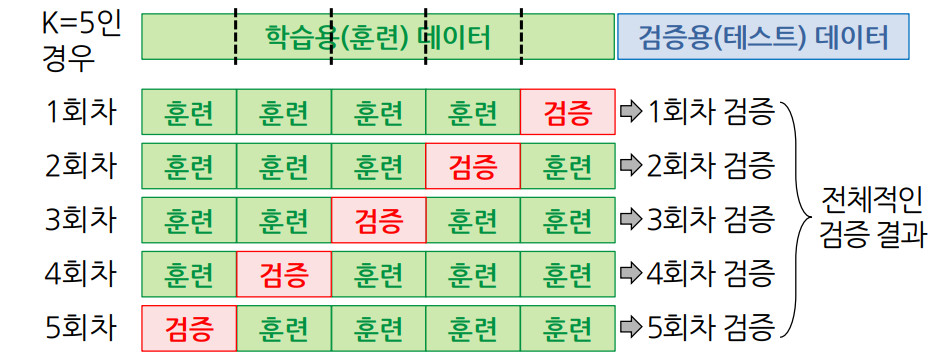 K=5인
경우
학습용(훈련) 데이터 검증용(테스트) 데이터
1회차 훈련 훈련 훈련 훈련 검증 1회차 검증
2회차 훈련 훈련 훈련 검증 훈련 2회차 검증
3회차 훈련 훈련 검증 훈련 훈련 3회차 검증
4회차 훈련 검증 훈련 훈련 훈련 4회차 검증
5회차 검증 훈련 훈련 훈련 훈련 5회차 검증
전체적인
검증 결과